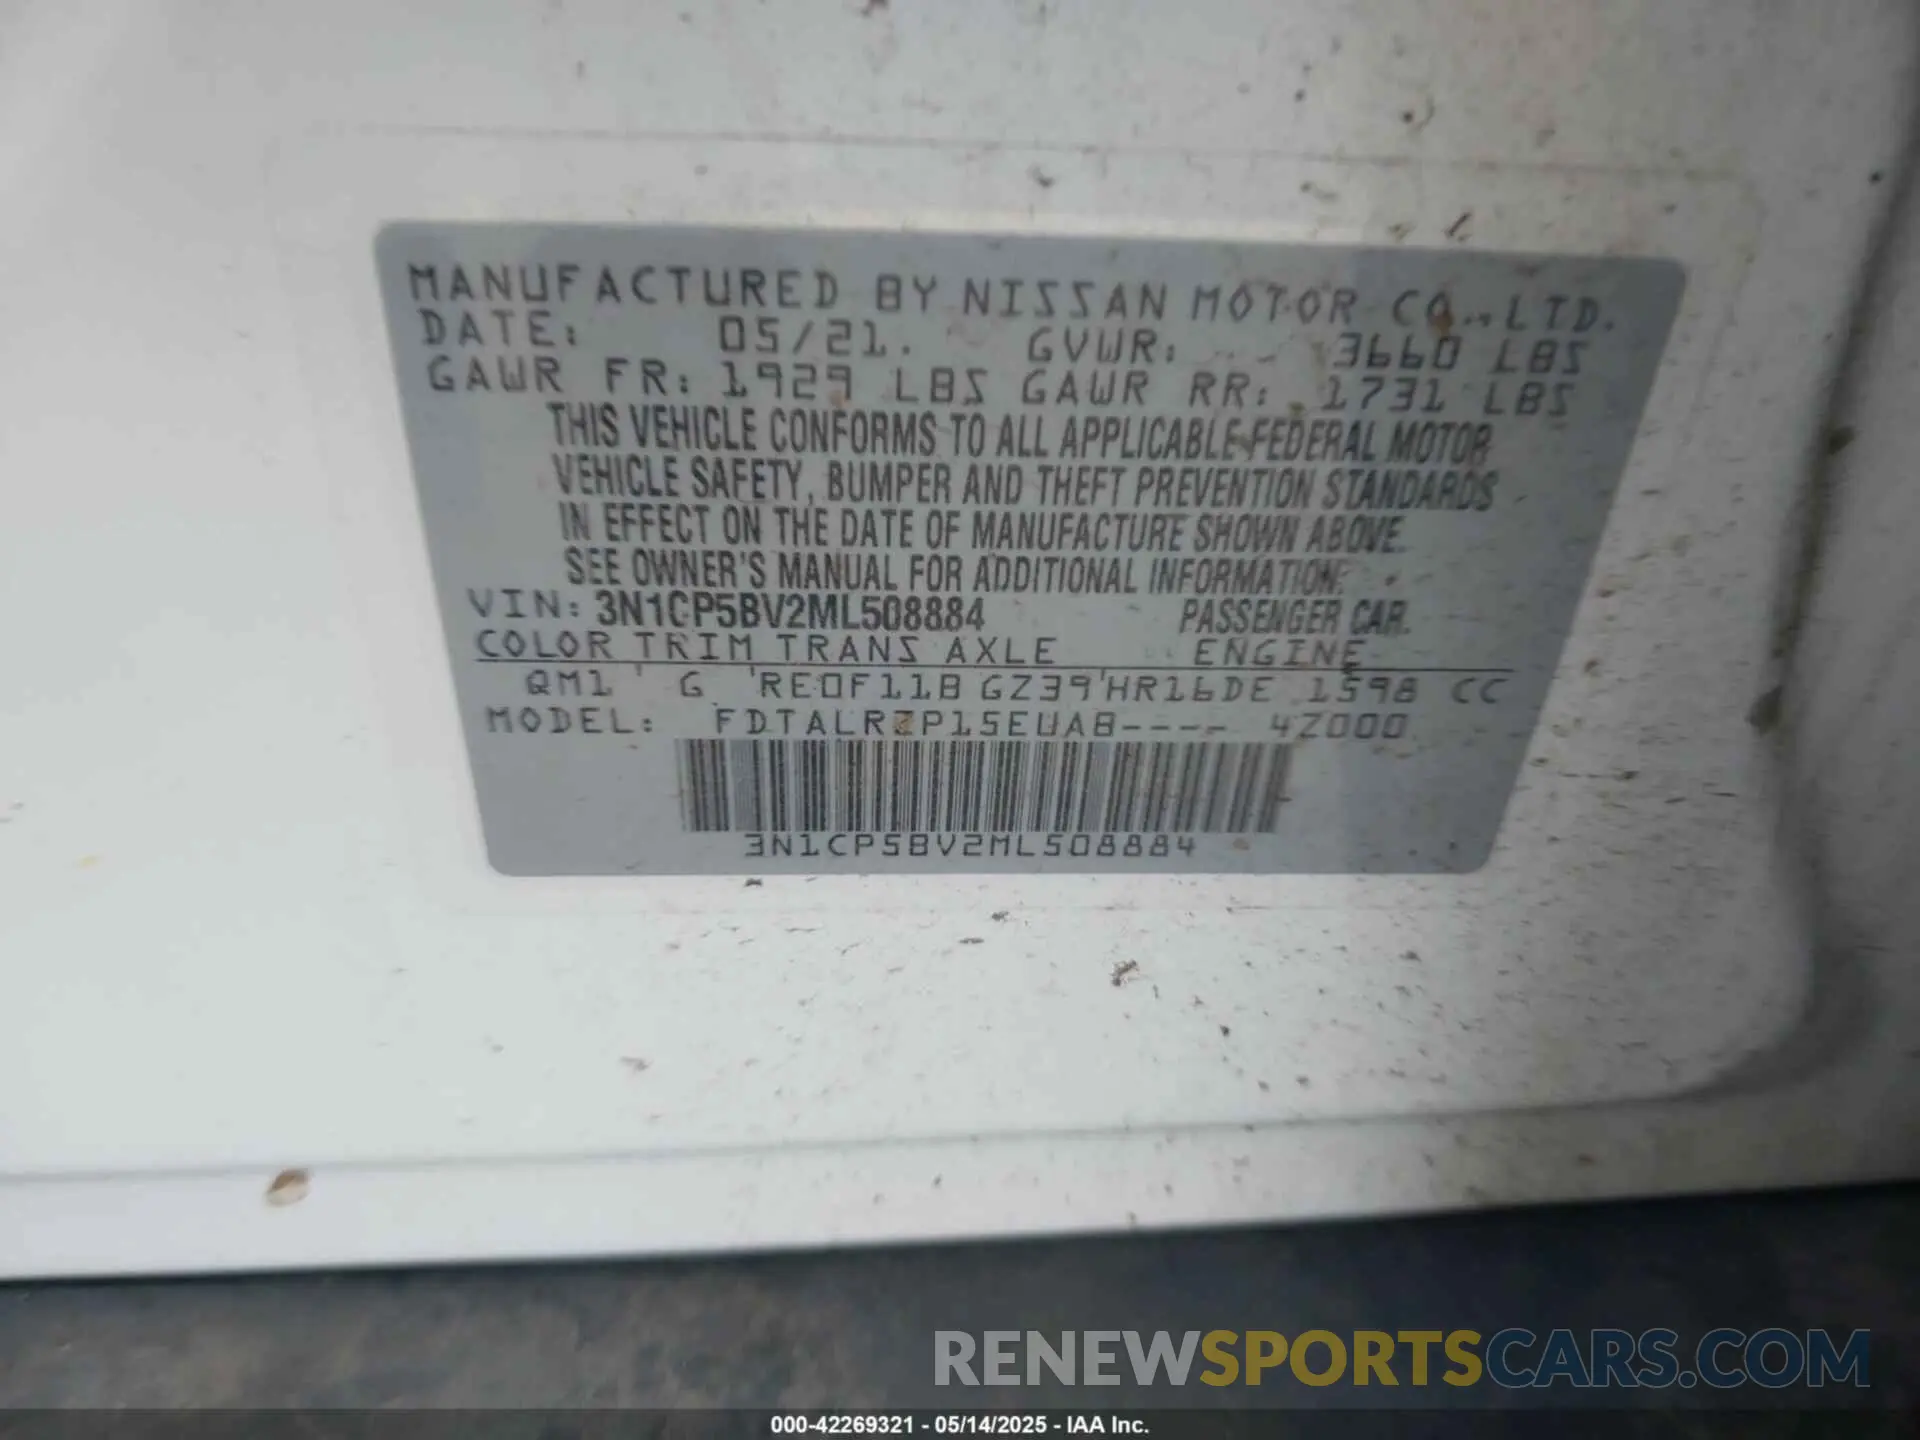 MANUFACTURED BY NISSAN MOTOR CO., LTD.
DATE: 05/21. GVWR: 3660 LBS
GAWR FR: 1929 LBS GAWR RR: 1731 LBS
THIS VEHICLE CONFORMS TO ALL APPLICABLE FEDERAL MOTOR
VEHICLE SAFETY, BUMPER AND THEFT PREVENTION STANDARDS
IN EFFECT ON THE DATE OF MANUFACTURE SHOWN ABOVE.
SEE OWNER'S MANUAL FOR ADDITIONAL INFORMATION.
VIN: 3N1CP5BV2ML508884 PASSENGER CAR.
COLOR TRIM TRANS AXLE ENGINE
QM1 G RE0F11B GZ39 HR16DE 1598 CC
MODEL: FDTALRZP15EUAB---- 4Z000
3N1CP5BV2ML508884
RENEWSPORTSCARS.COM
000-42269321 - 05/14/2025 - IAA Inc.